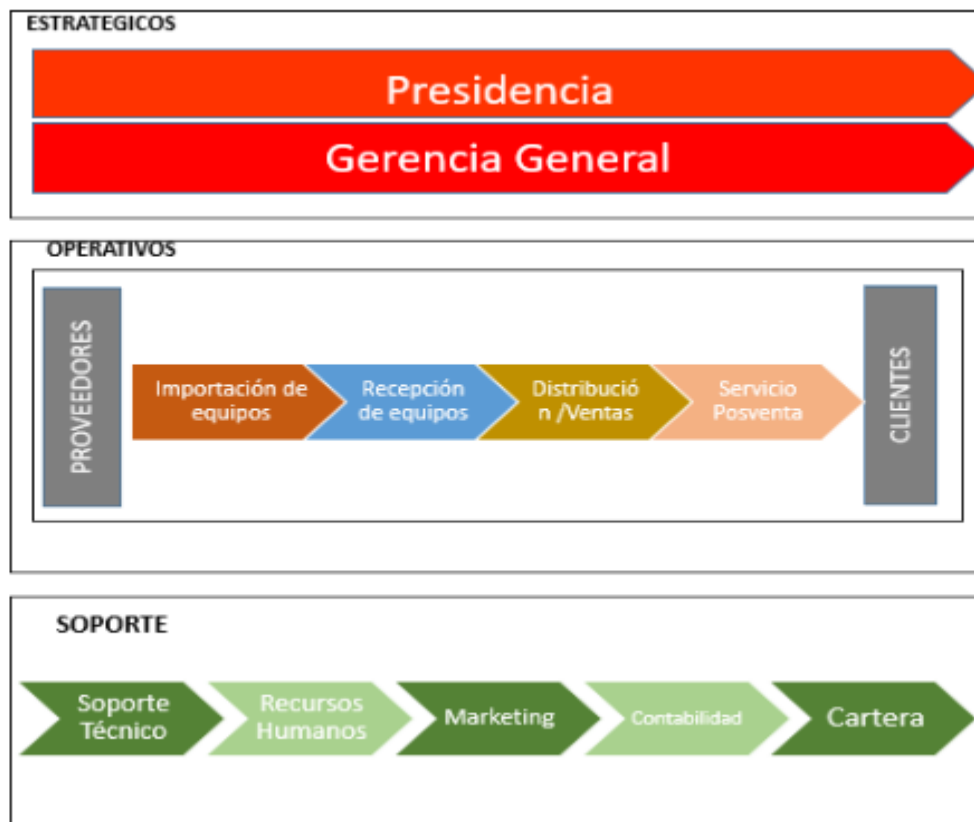 ESTRATEGICOS
Presidencia
Gerencia General
OPERATIVOS
PROVEEDORES
Importación de
equipos
Recepción
de equipos
Distribució
n /Ventas
Servicio
Posventa
CLIENTES
SOPORTE
Soporte
Técnico
Recursos
Humanos
Marketing
Contabilidad
Cartera